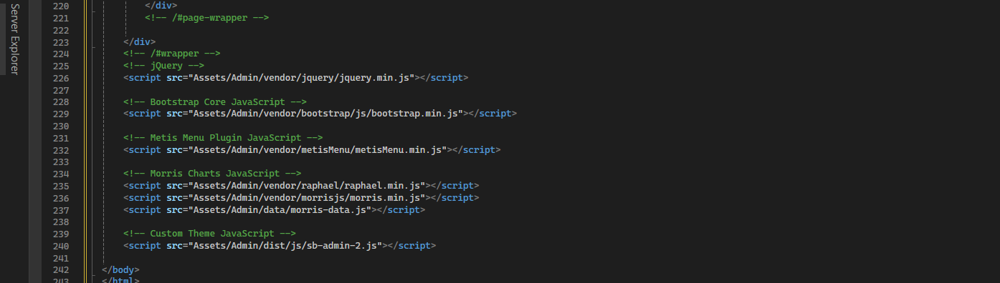 Server Explorer
220 </div>
221 <!-- /#page-wrapper -->
222
223 </div>
224 <!-- /#wrapper -->
225 <!-- jQuery -->
226 <script src="Assets/Admin/vendor/jquery/jquery.min.js"></script>
227
228 <!-- Bootstrap Core JavaScript -->
229 <script src="Assets/Admin/vendor/bootstrap/js/bootstrap.min.js"></script>
230
231 <!-- Metis Menu Plugin JavaScript -->
232 <script src="Assets/Admin/vendor/metisMenu/metisMenu.min.js"></script>
233
234 <!-- Morris Charts JavaScript -->
235 <script src="Assets/Admin/vendor/raphael/raphael.min.js"></script>
236 <script src="Assets/Admin/vendor/morrisjs/morris.min.js"></script>
237 <script src="Assets/Admin/data/morris-data.js"></script>
238
239 <!-- Custom Theme JavaScript -->
240 <script src="Assets/Admin/dist/js/sb-admin-2.js"></script>
241
242 </body>
243 </html>